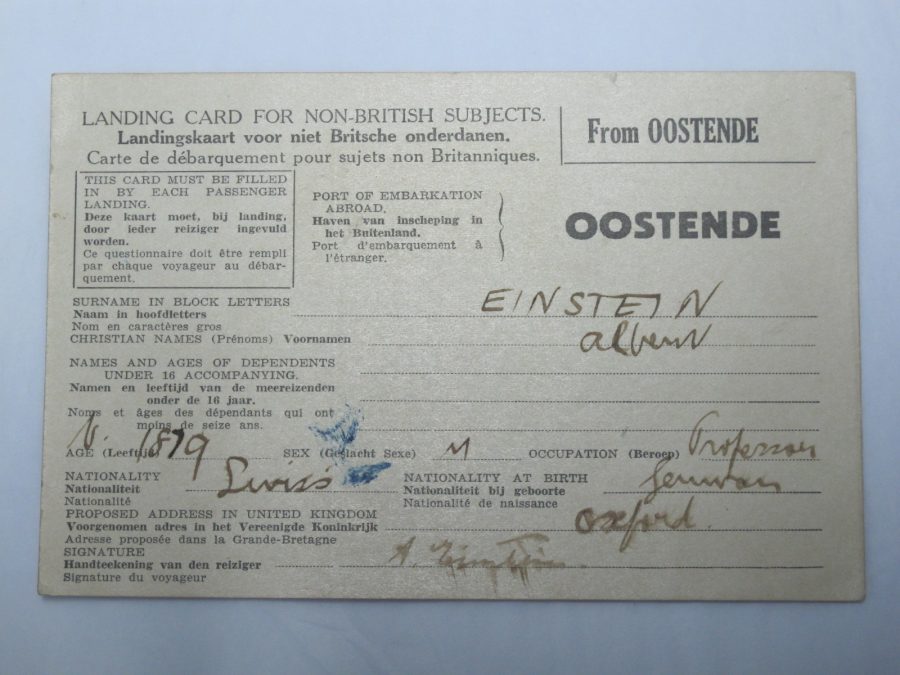 LANDING CARD FOR NON-BRITISH SUBJECTS.
Landingskaart voor niet Britsche onderdanen.
Carte de débarquement pour sujets non Britanniques.
From OOSTENDE
THIS CARD MUST BE FILLED
IN BY EACH PASSENGER
LANDING.
Deze kaart moet, bij landing,
door ieder reiziger ingevuld
worden.
Ce questionnaire doit être rempli
par chaque voyageur au débar-
quement.
PORT OF EMBARKATION
ABROAD.
Haven van inscheping in
het Buitenland.
Port d'embarquement à
l'étranger.
OOSTENDE
SURNAME IN BLOCK LETTERS
Naam in hoofdletters
Nom en caractères gros
EINSTEIN
CHRISTIAN NAMES (Prénoms) Voornamen
Albert
NAMES AND AGES OF DEPENDENTS
UNDER 16 ACCOMPANYING.
Namen en leeftijd van de meereizenden
onder de 16 jaar.
Noms et âges des dépendants qui ont
moins de seize ans.
AGE (Leeftijd) 1879 SEX (Geslacht Sexe) M OCCUPATION (Beroep) Professor
NATIONALITY
Nationaliteit
Nationalité
Swiss
NATIONALITY AT BIRTH
Nationaliteit bij geboorte
Nationalité de naissance
German
PROPOSED ADDRESS IN UNITED KINGDOM
Voorgenomen adres in het Vereenigde Koninkrijk
Adresse proposée dans la Grande-Bretagne
Oxford.
SIGNATURE
Handteekening van den reiziger
Signature du voyageur
A. Einstein.